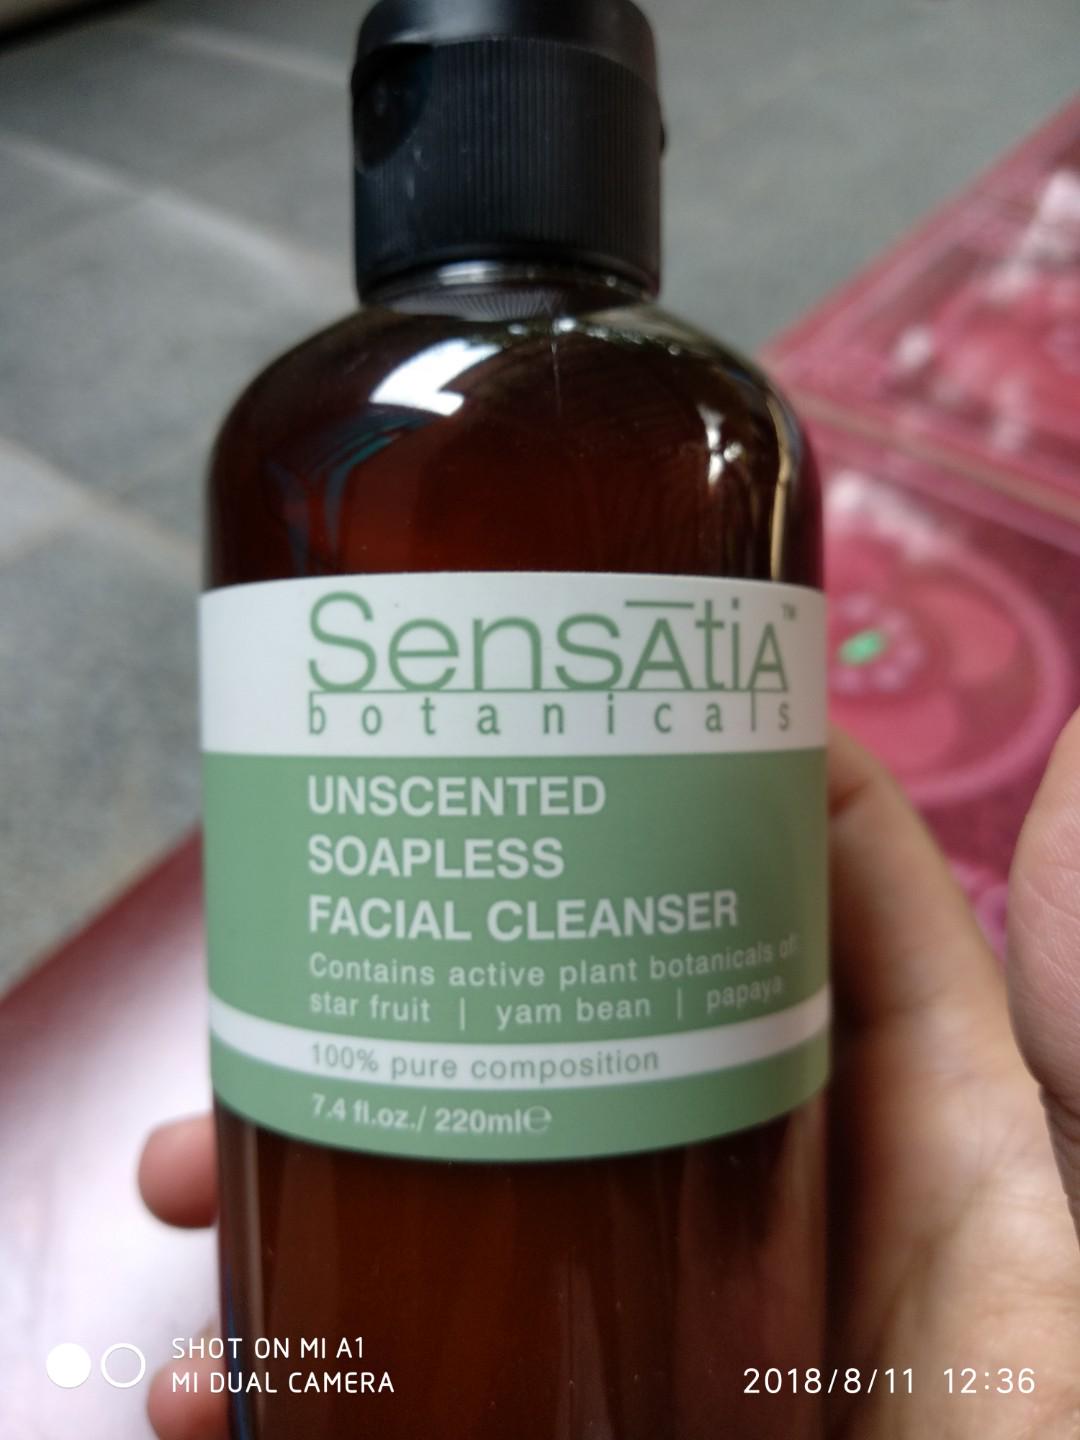 SensĀtiA™
botanicals
UNSCENTED
SOAPLESS
FACIAL CLEANSER
Contains active plant botanicals of:
star fruit | yam bean | papaya
100% pure composition
7.4 fl.oz./ 220ml℮
SHOT ON MI A1
MI DUAL CAMERA
2018/8/11 12:36